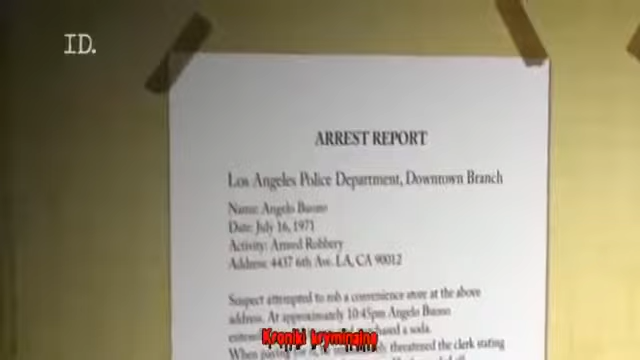 ID.
ARREST REPORT
Los Angeles Police Department, Downtown Branch
Name: Angelo Buono
Date: July 16, 1971
Activity: Armed Robbery
Address: 4437 6th Ave. LA, CA 90012
Suspect attempted to rob a convenience store at the above
address. At approximately 10:45pm Angelo Buono
a soda.
When paying threatened the clerk stating
Kroniki kryminalne